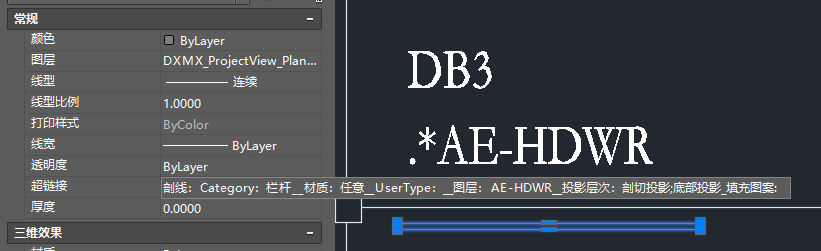 常规
颜色 ByLayer
图层 DXMX_ProjectView_Plan...
线型 连续
线型比例 1.0000
打印样式 ByColor
线宽 ByLayer
透明度 ByLayer
超链接 剖线: Category: 栏杆__材质: 任意__UserType: __图层: AE-HDWR__投影层次: 剖切投影;底部投影_填充图案:
厚度 0.0000
三维效果
DB3
.*AE-HDWR